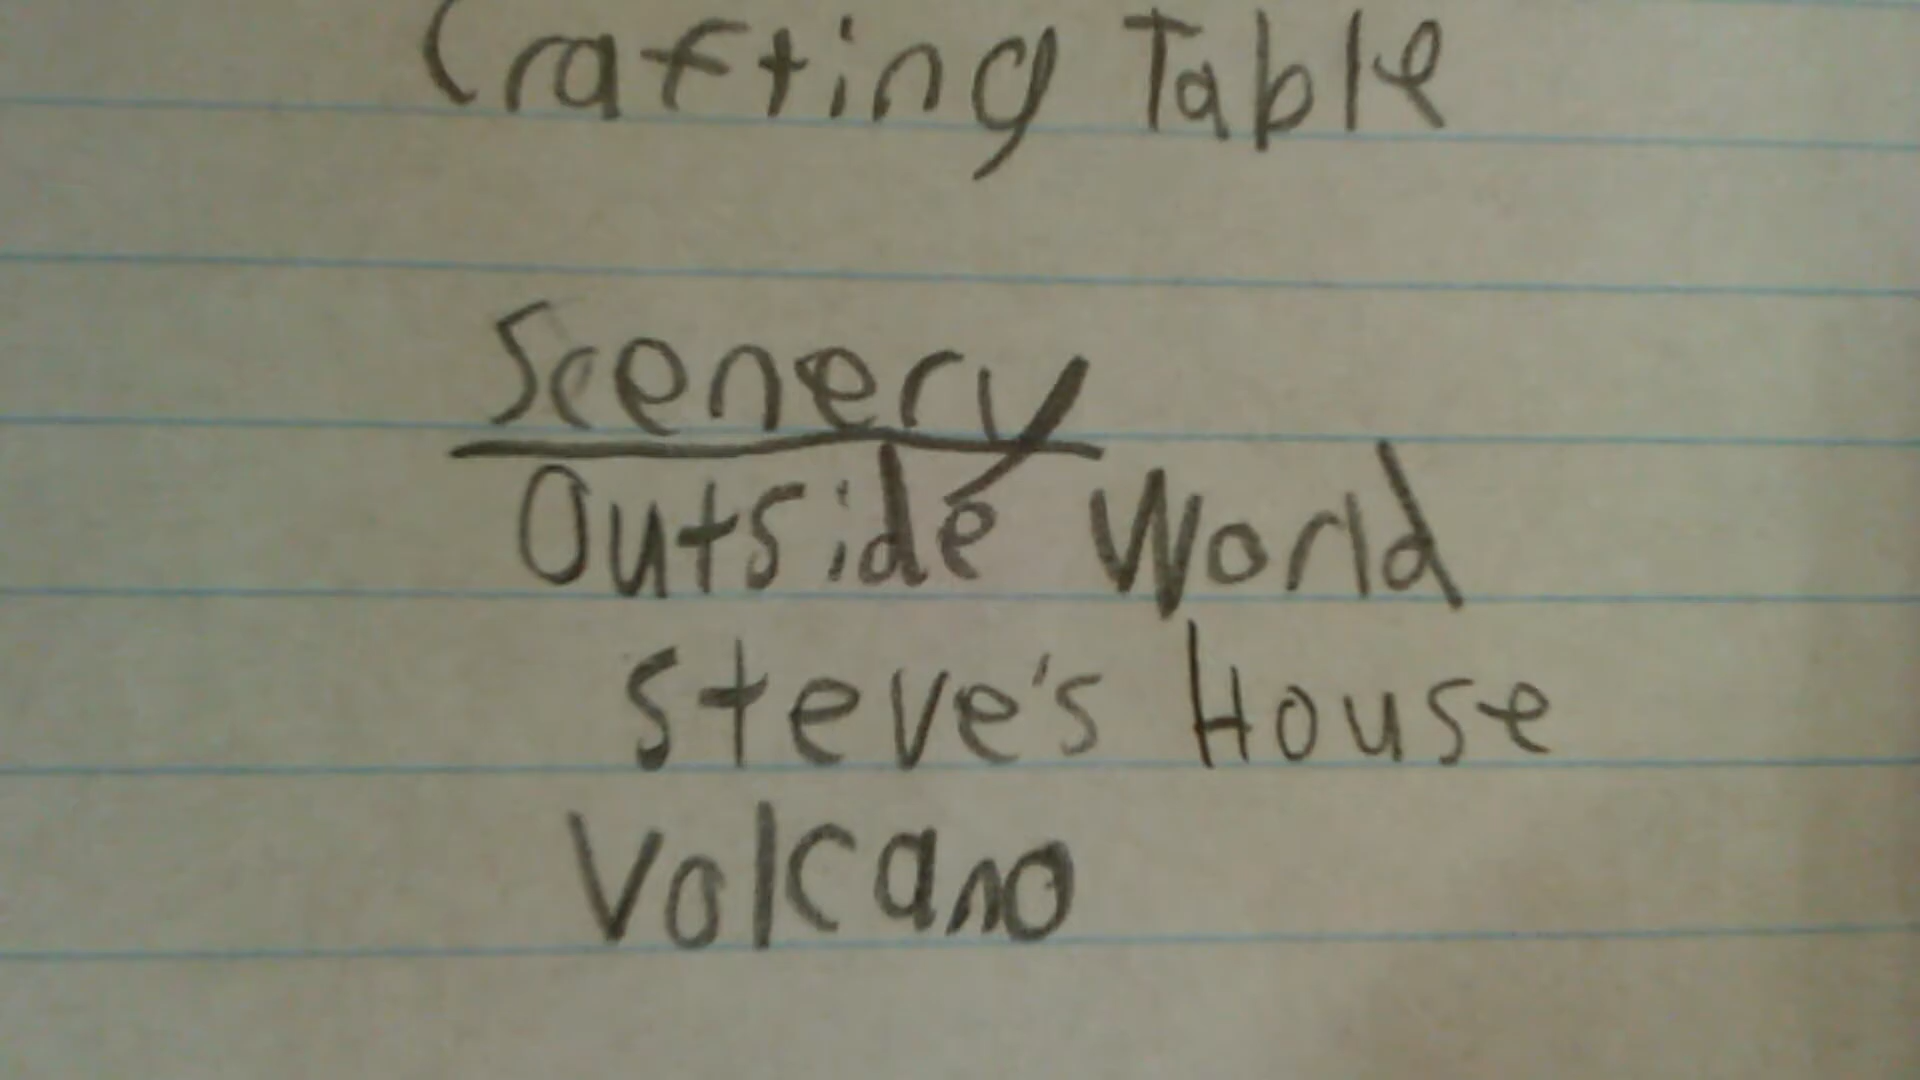 Crafting Table
Scenery
Outside World
Steve's House
Volcano